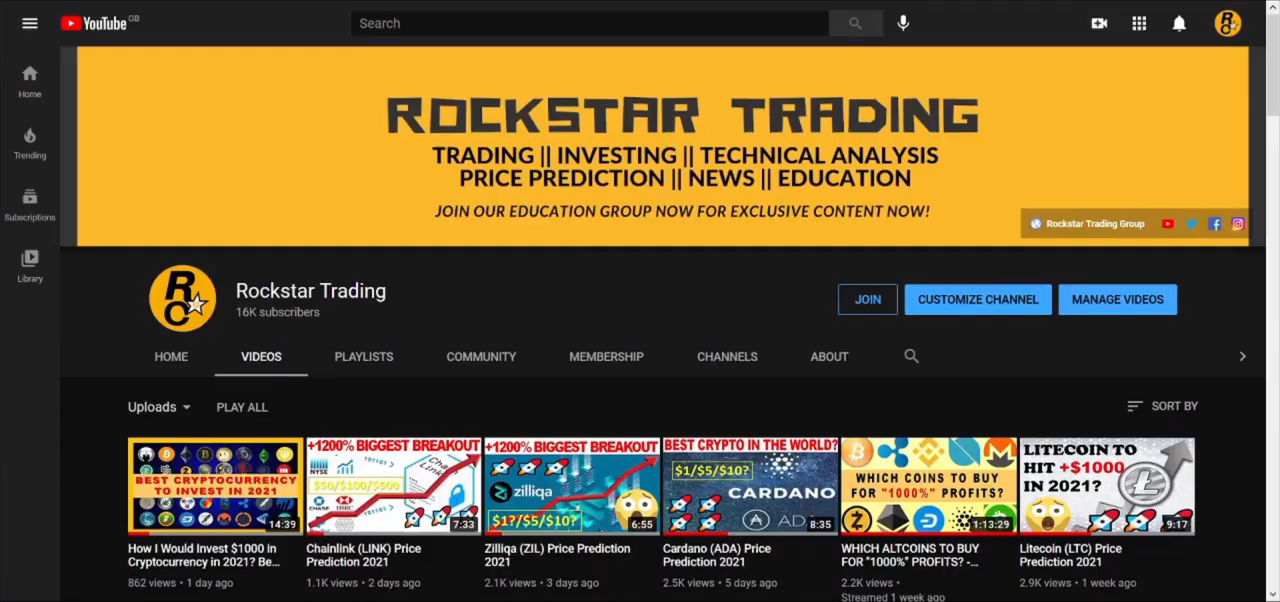 YouTube GB
Search
Home
Trending
Subscriptions
Library
ROCKSTAR TRADING
TRADING || INVESTING || TECHNICAL ANALYSIS
PRICE PREDICTION || NEWS || EDUCATION
JOIN OUR EDUCATION GROUP NOW FOR EXCLUSIVE CONTENT NOW!
Rockstar Trading Group
Rockstar Trading
16K subscribers
JOIN
CUSTOMIZE CHANNEL
MANAGE VIDEOS
HOME
VIDEOS
PLAYLISTS
COMMUNITY
MEMBERSHIP
CHANNELS
ABOUT
Uploads
PLAY ALL
SORT BY
BEST CRYPTOCURRENCY
TO INVEST IN 2021
14:39
How I Would Invest $1000 in
Cryptocurrency in 2021? Be...
862 views • 1 day ago
+1200% BIGGEST BREAKOUT
NYSE
$50/$100/$500
CHASE
HSBC
7:33
Chainlink (LINK) Price
Prediction 2021
1.1K views • 2 days ago
+1200% BIGGEST BREAKOUT
zilliqa
$1?/$5/$10?
6:55
Zilliqa (ZIL) Price Prediction
2021
2.1K views • 3 days ago
BEST CRYPTO IN THE WORLD?
$1/$5/$10?
CARDANO
8:35
Cardano (ADA) Price
Prediction 2021
2.5K views • 5 days ago
WHICH COINS TO BUY
FOR "1000%" PROFITS?
1:13:29
WHICH ALTCOINS TO BUY
FOR "1000%" PROFITS? -...
2.2K views •
Streamed 1 week ago
LITECOIN TO
HIT +$1000
IN 2021?
9:17
Litecoin (LTC) Price
Prediction 2021
2.9K views • 1 week ago